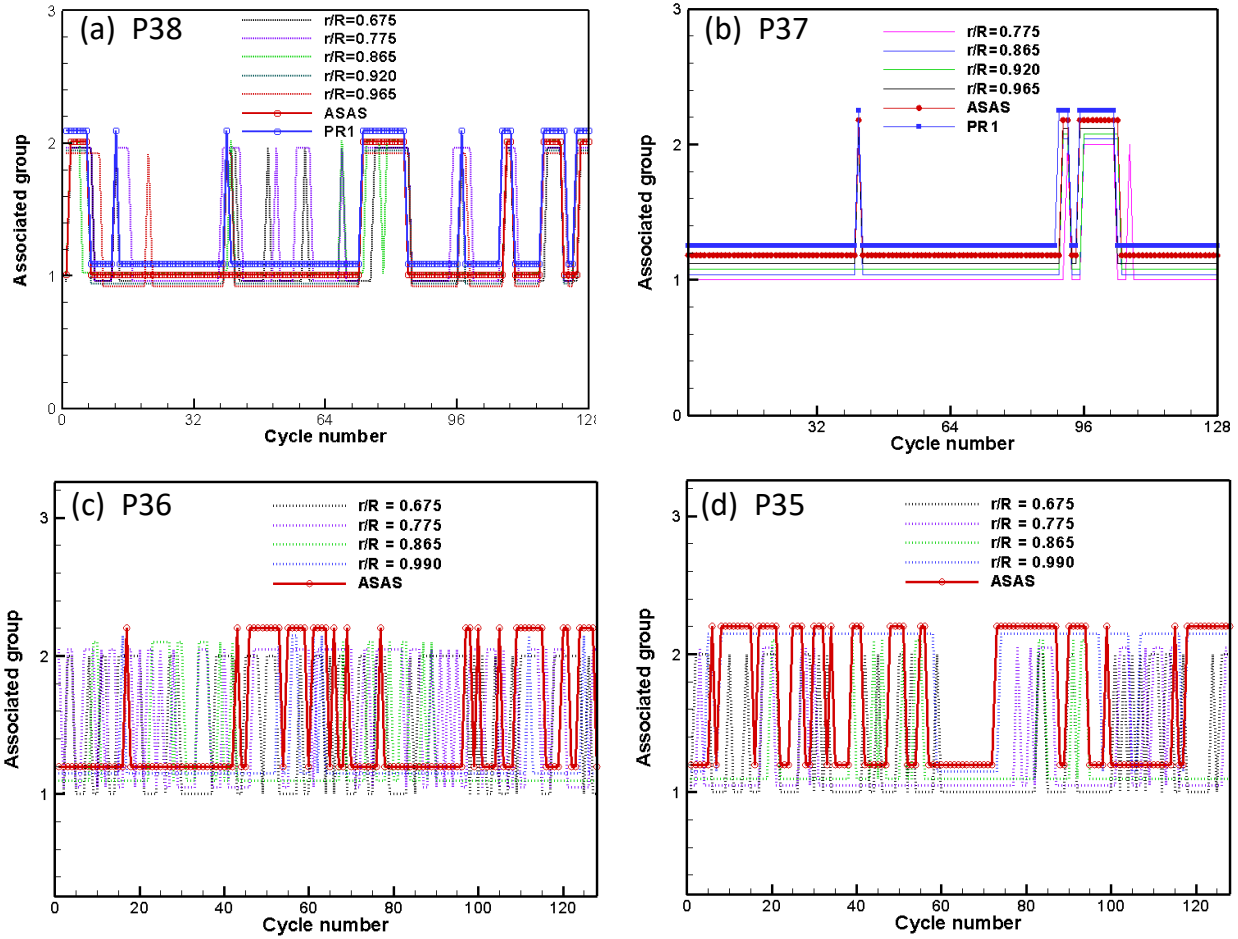 (a) P38
r/R=0.675
r/R=0.775
r/R=0.865
r/R=0.920
r/R=0.965
ASAS
PR1
Associated group
3
2
1
0
0
32
64
96
128
Cycle number
(b) P37
r/R=0.775
r/R=0.865
r/R=0.920
r/R=0.965
ASAS
PR1
Associated group
3
2
1
0
32
64
96
128
Cycle number
(c) P36
r/R = 0.675
r/R = 0.775
r/R = 0.865
r/R = 0.990
ASAS
Associated group
3
2
1
0
20
40
60
80
100
120
Cycle number
(d) P35
r/R = 0.675
r/R = 0.775
r/R = 0.865
r/R = 0.990
ASAS
Associated group
3
2
1
0
20
40
60
80
100
120
Cycle number